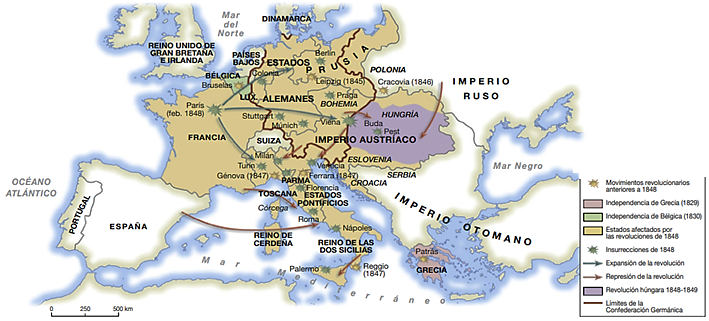 DINAMARCA
Mar
del
Norte
REINO UNIDO DE
GRAN BRETAÑA
E IRLANDA
PAÍSES
BAJOS
BÉLGICA
Bruselas
Colonia
LUX.
ESTADOS
ALEMANES
Berlín
PRUSIA
Leipzig (1845)
POLONIA
Cracovia (1846)
IMPERIO
RUSO
Praga
BOHEMIA
París
(feb. 1848)
Stuttgart
Múnich
Viena
HUNGRÍA
Buda
Pest
FRANCIA
SUIZA
IMPERIO AUSTRÍACO
ESLOVENIA
Milán
Venecia
Turín
Génova (1847)
PARMA
Ferrara (1847)
CROACIA
SERBIA
Mar Negro
OCÉANO
ATLÁNTICO
PORTUGAL
ESPAÑA
TOSCANA
Florencia
ESTADOS
PONTIFICIOS
Córcega
Roma
REINO DE
CERDEÑA
Nápoles
REINO DE LAS
DOS SICILIAS
Palermo
Reggio
(1847)
IMPERIO OTOMANO
Patrás
GRECIA
Mar Mediterráneo
0 250 500 km
Movimientos revolucionarios
anteriores a 1848
Independencia de Grecia (1829)
Independencia de Bélgica (1830)
Estados afectados por
las revoluciones de 1848
Insurrecciones de 1848
Expansión de la revolución
Represión de la revolución
Revolución húngara 1848-1849
Límites de la
Confederación Germánica